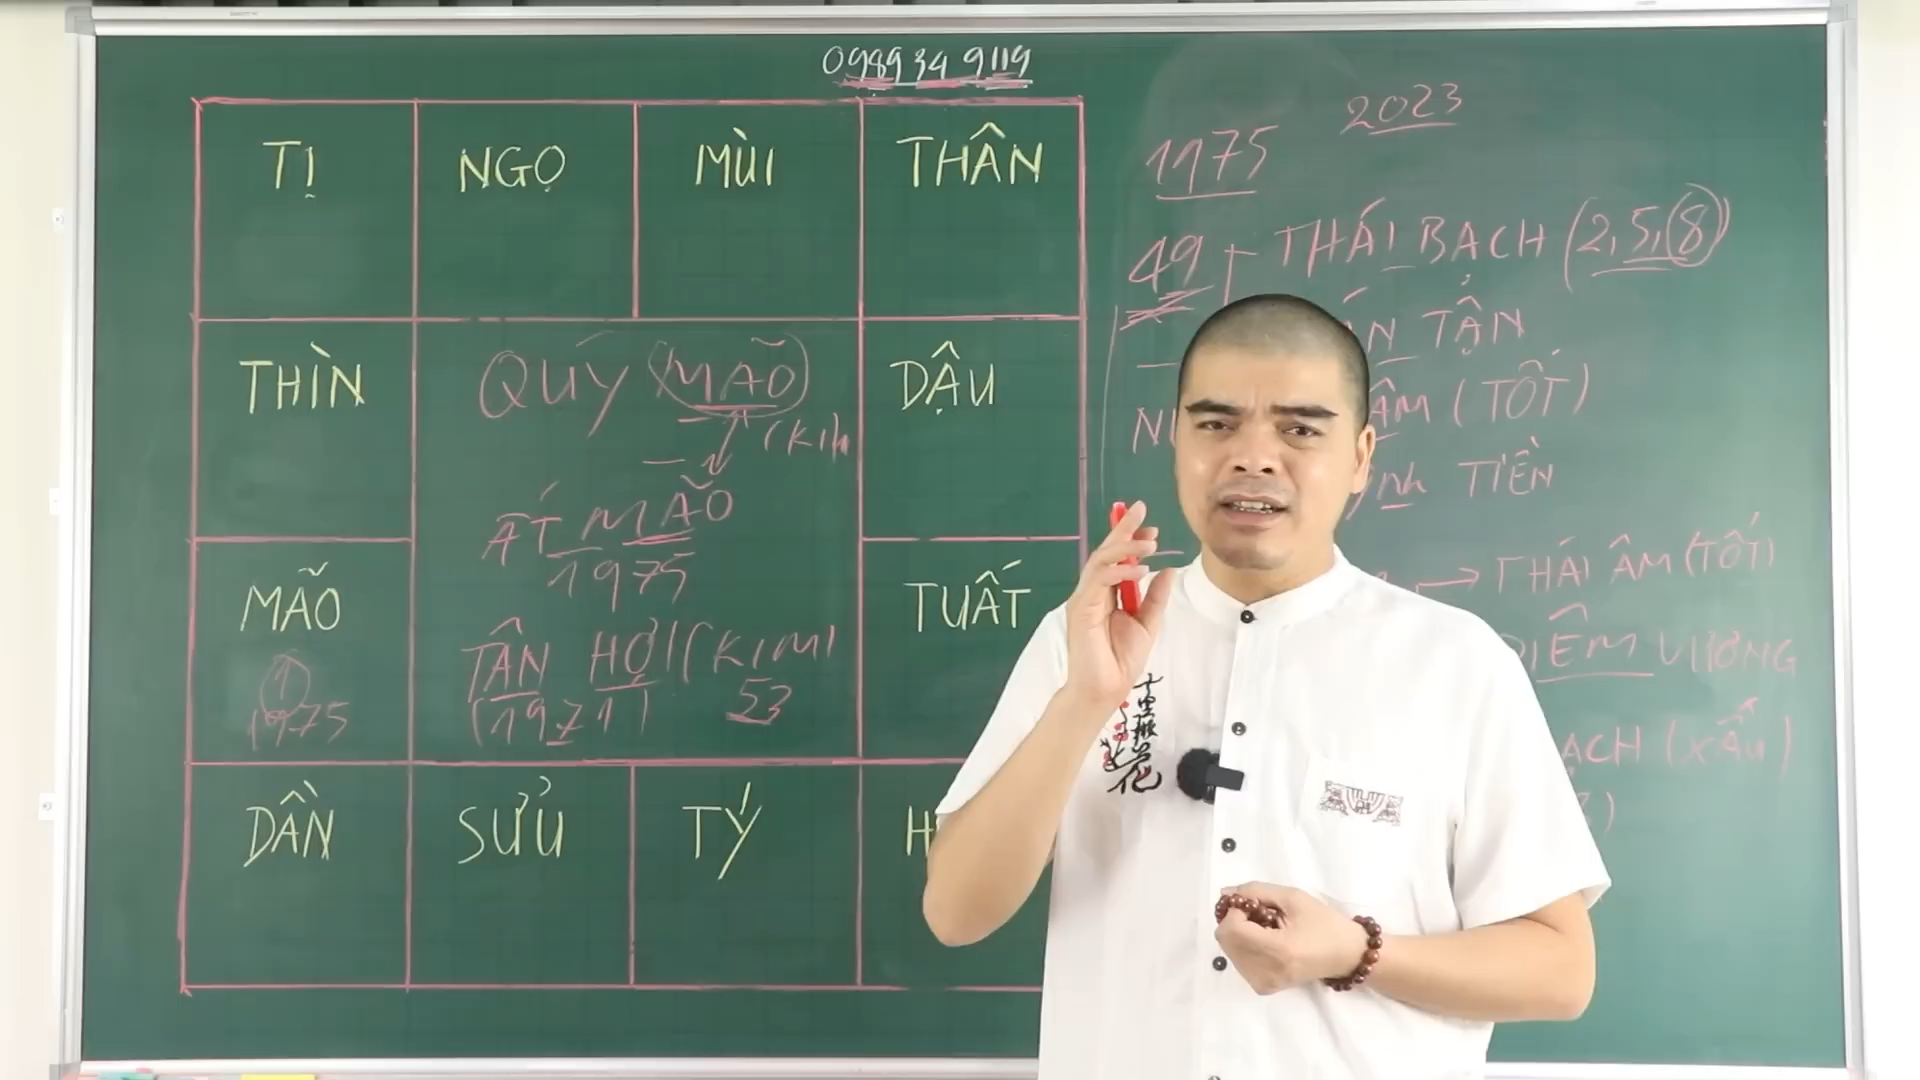 0989 34 9119
TỊ
NGỌ
MÙI
THÂN
THÌN
DẬU
MÃO
1975
TUẤT
DẦN
SỬU
TÝ
QUÝ (MÃO)
ẤT MÃO
1975
TÂN HỢI (KIM)
(1971) 53
2023
1975
49 THÁI BẠCH (2,5,8)
TẬN
(TỐT)
TIỀN
→ THÁI ÂM (TỐT)
DIÊM VƯƠNG
(XẤU)